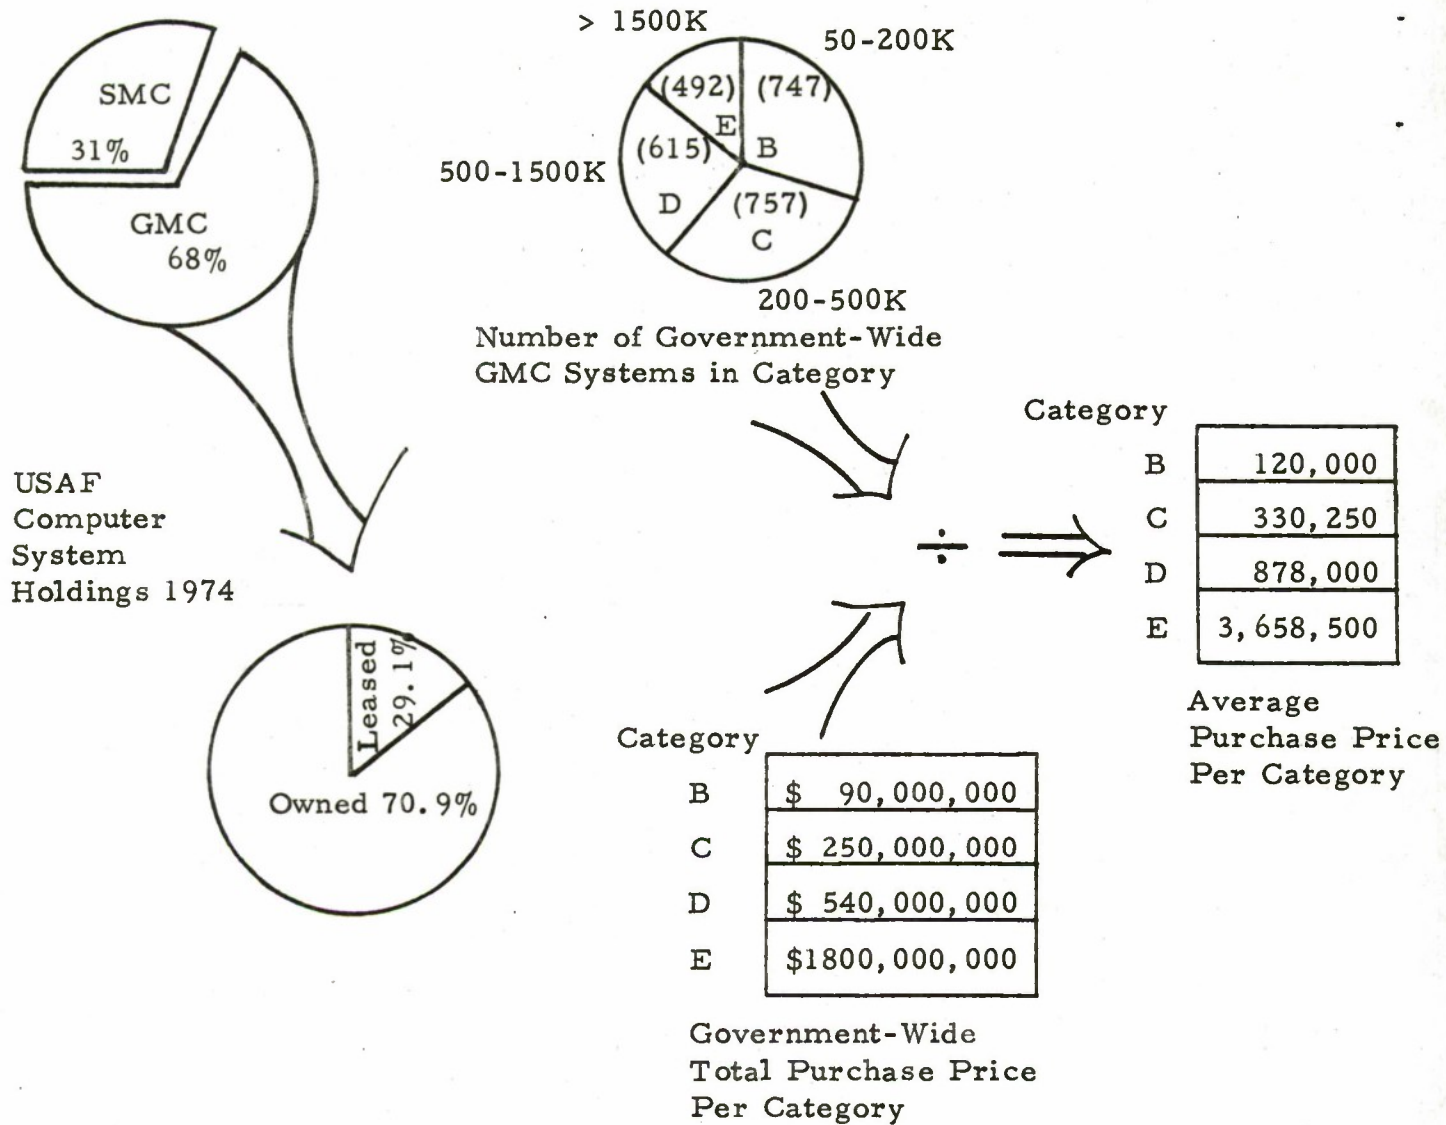 SMC
31%
GMC
68%
USAF
Computer
System
Holdings 1974
Leased
29.1%
Owned 70.9%
> 1500K
50-200K
(492)
(747)
E
B
500-1500K
(615)
D
(757)
C
200-500K
Number of Government-Wide
GMC Systems in Category
÷
Category
B 120,000
C 330,250
D 878,000
E 3,658,500
Average
Purchase Price
Per Category
Category
B $ 90,000,000
C $ 250,000,000
D $ 540,000,000
E $1800,000,000
Government-Wide
Total Purchase Price
Per Category